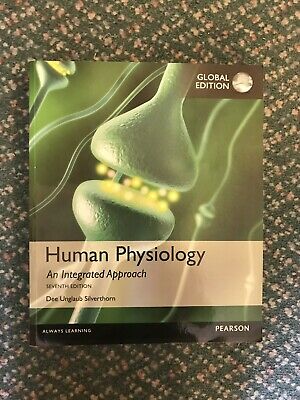 GLOBAL
EDITION
Human Physiology
An Integrated Approach
SEVENTH EDITION
Dee Unglaub Silverthorn
ALWAYS LEARNING
PEARSON